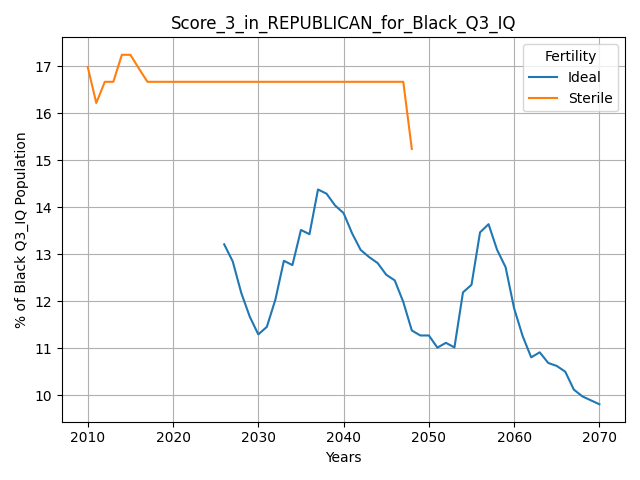 Score_3_in_REPUBLICAN_for_Black_Q3_IQ
Fertility
Ideal
Sterile
% of Black Q3_IQ Population
17
16
15
14
13
12
11
10
2010 2020 2030 2040 2050 2060 2070
Years